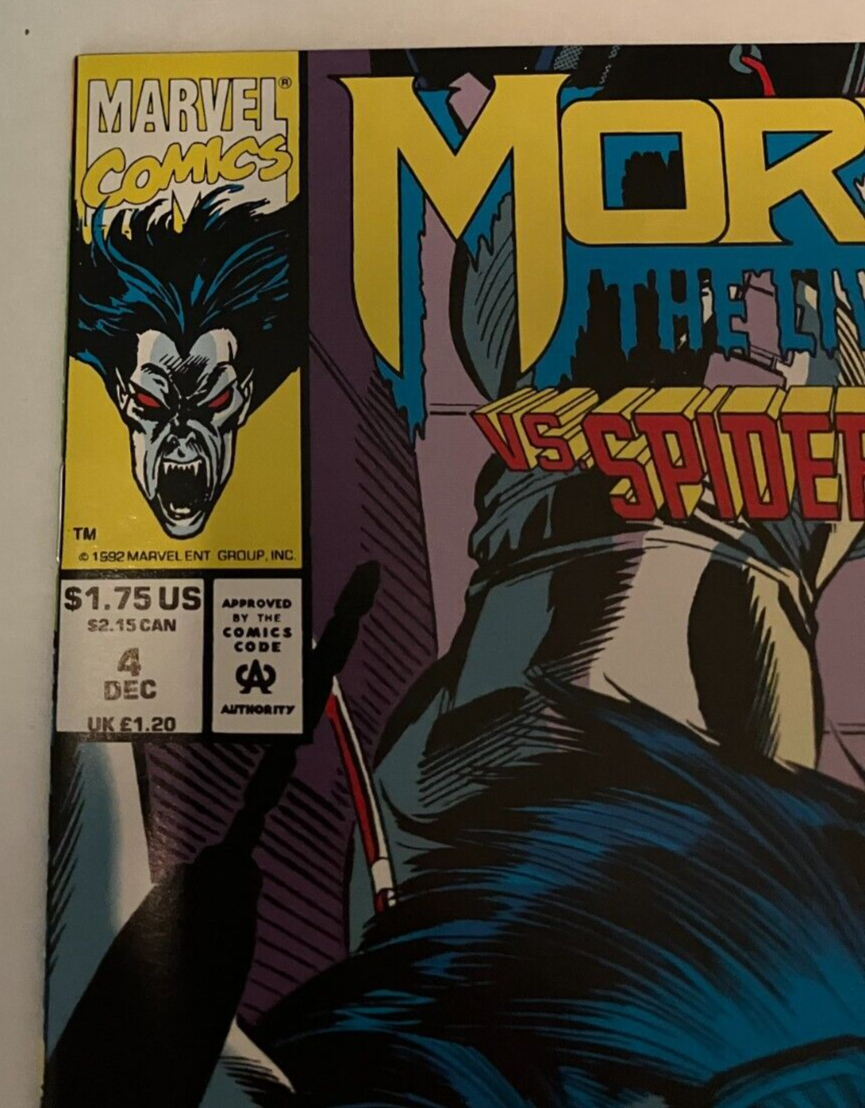 MARVEL®
COMICS
MOR
THE LIV
VS. SPIDER
TM
© 1992 MARVEL ENT GROUP, INC.
$1.75 US
$2.15 CAN
4
DEC
UK £1.20
APPROVED
BY THE
COMICS
CODE
CA
AUTHORITY